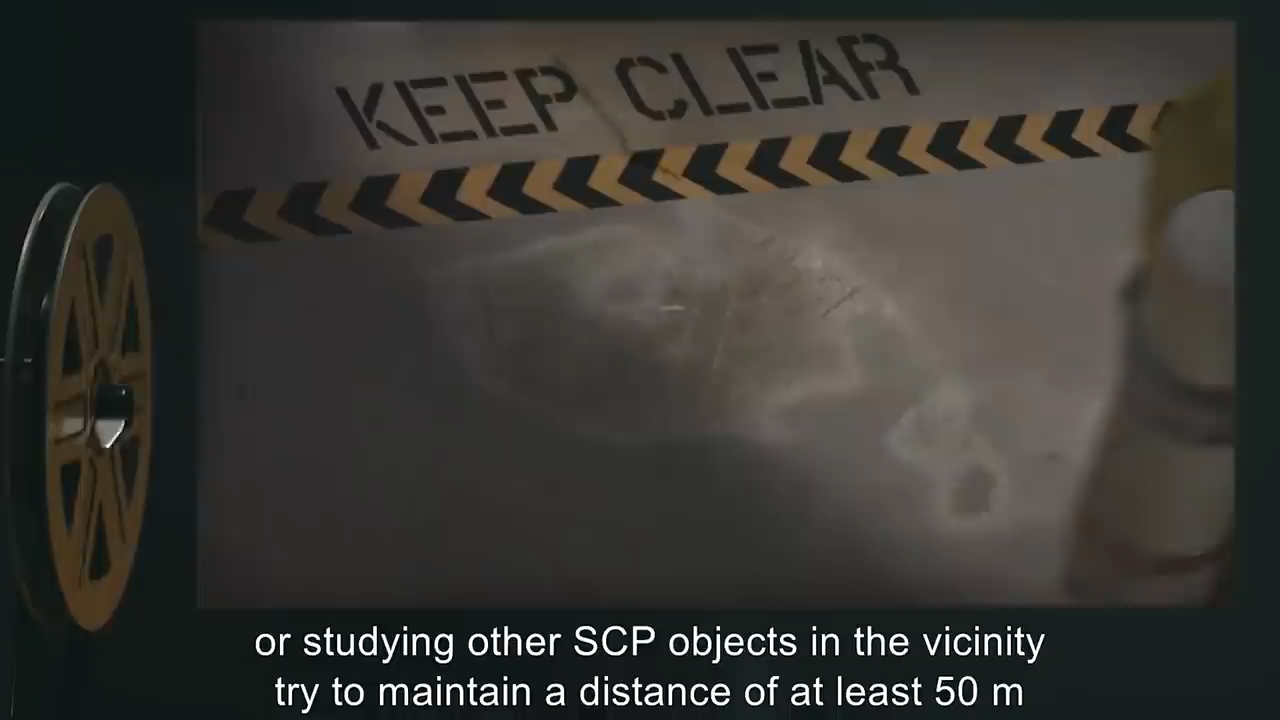 KEEP CLEAR
or studying other SCP objects in the vicinity
try to maintain a distance of at least 50 m